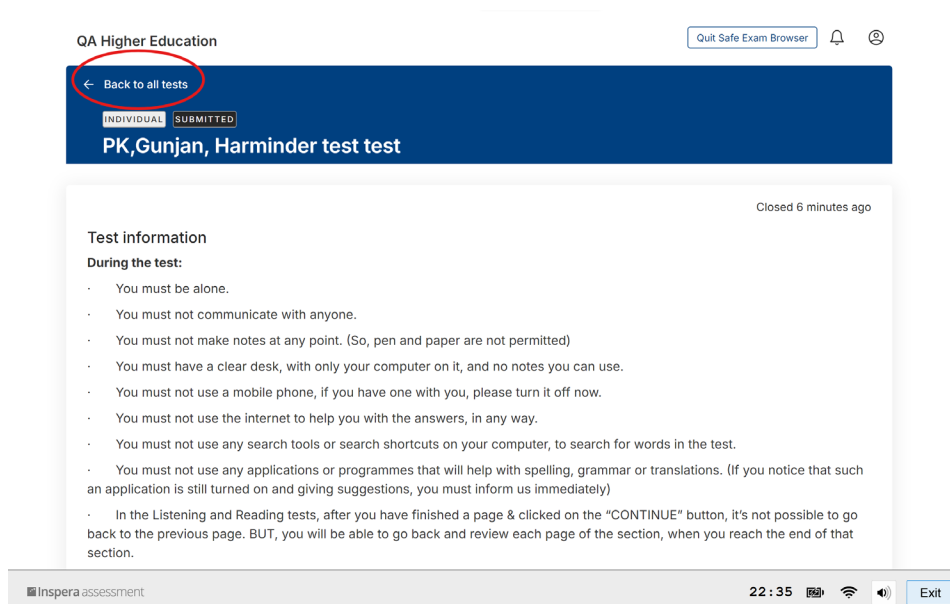 QA Higher Education
Quit Safe Exam Browser
← Back to all tests
INDIVIDUAL SUBMITTED
PK,Gunjan, Harminder test test
Closed 6 minutes ago
Test information
During the test:
· You must be alone.
· You must not communicate with anyone.
· You must not make notes at any point. (So, pen and paper are not permitted)
· You must have a clear desk, with only your computer on it, and no notes you can use.
· You must not use a mobile phone, if you have one with you, please turn it off now.
· You must not use the internet to help you with the answers, in any way.
· You must not use any search tools or search shortcuts on your computer, to search for words in the test.
· You must not use any applications or programmes that will help with spelling, grammar or translations. (If you notice that such
an application is still turned on and giving suggestions, you must inform us immediately)
· In the Listening and Reading tests, after you have finished a page & clicked on the “CONTINUE” button, it’s not possible to go
back to the previous page. BUT, you will be able to go back and review each page of the section, when you reach the end of that
section.
Inspera assessment
22:35
Exit